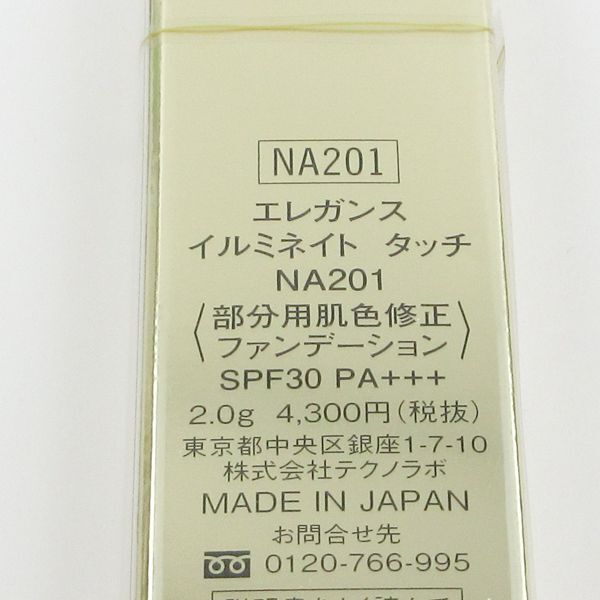 NA201
エレガンス
イルミネイト タッチ
NA201
〈部分用肌色修正
ファンデーション〉
SPF30 PA+++
2.0g 4,300円(税抜)
東京都中央区銀座1-7-10
株式会社テクノラボ
MADE IN JAPAN
お問合せ先
0120-766-995